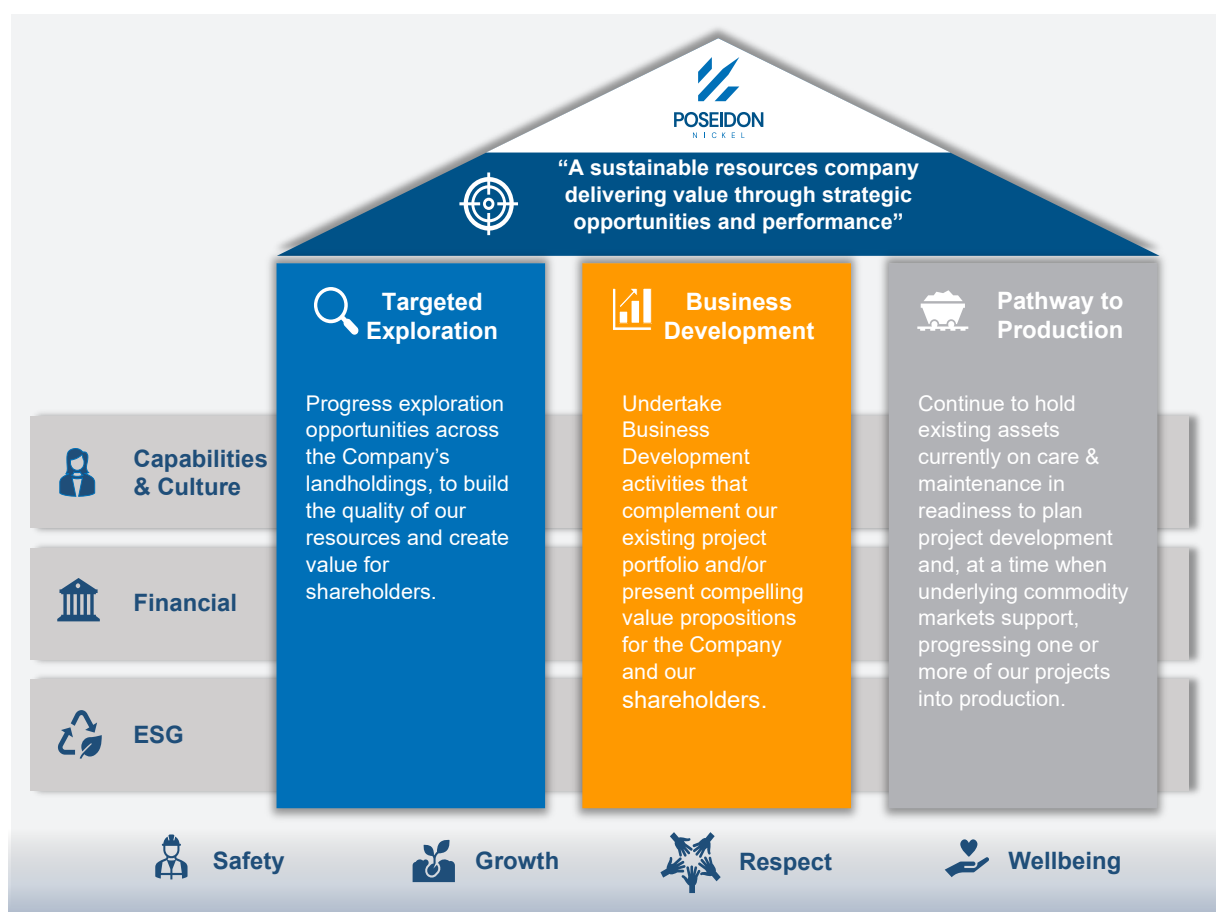 POSEIDON
NICKEL
“A sustainable resources company
delivering value through strategic
opportunities and performance”
Targeted
Exploration
Progress exploration
opportunities across
the Company’s
landholdings, to build
the quality of our
resources and create
value for
shareholders.
Business
Development
Undertake
Business
Development
activities that
complement our
existing project
portfolio and/or
present compelling
value propositions
for the Company
and our
shareholders.
Pathway to
Production
Continue to hold
existing assets
currently on care &
maintenance in
readiness to plan
project development
and, at a time when
underlying commodity
markets support,
progressing one or
more of our projects
into production.
Capabilities
& Culture
Financial
ESG
Safety
Growth
Respect
Wellbeing